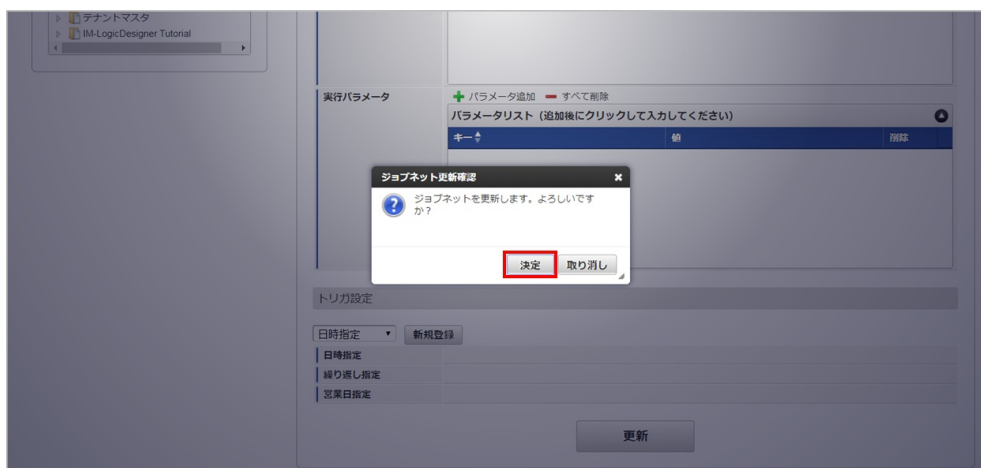 テナントマスタ
IM-LogicDesigner Tutorial
実行パラメータ
パラメータ追加 すべて削除
パラメータリスト（追加後にクリックして入力してください）
キー 値 削除
ジョブネット更新確認
ジョブネットを更新します。よろしいです
か？
決定 取り消し
トリガ設定
日時指定 新規登録
日時指定
繰り返し指定
営業日指定
更新